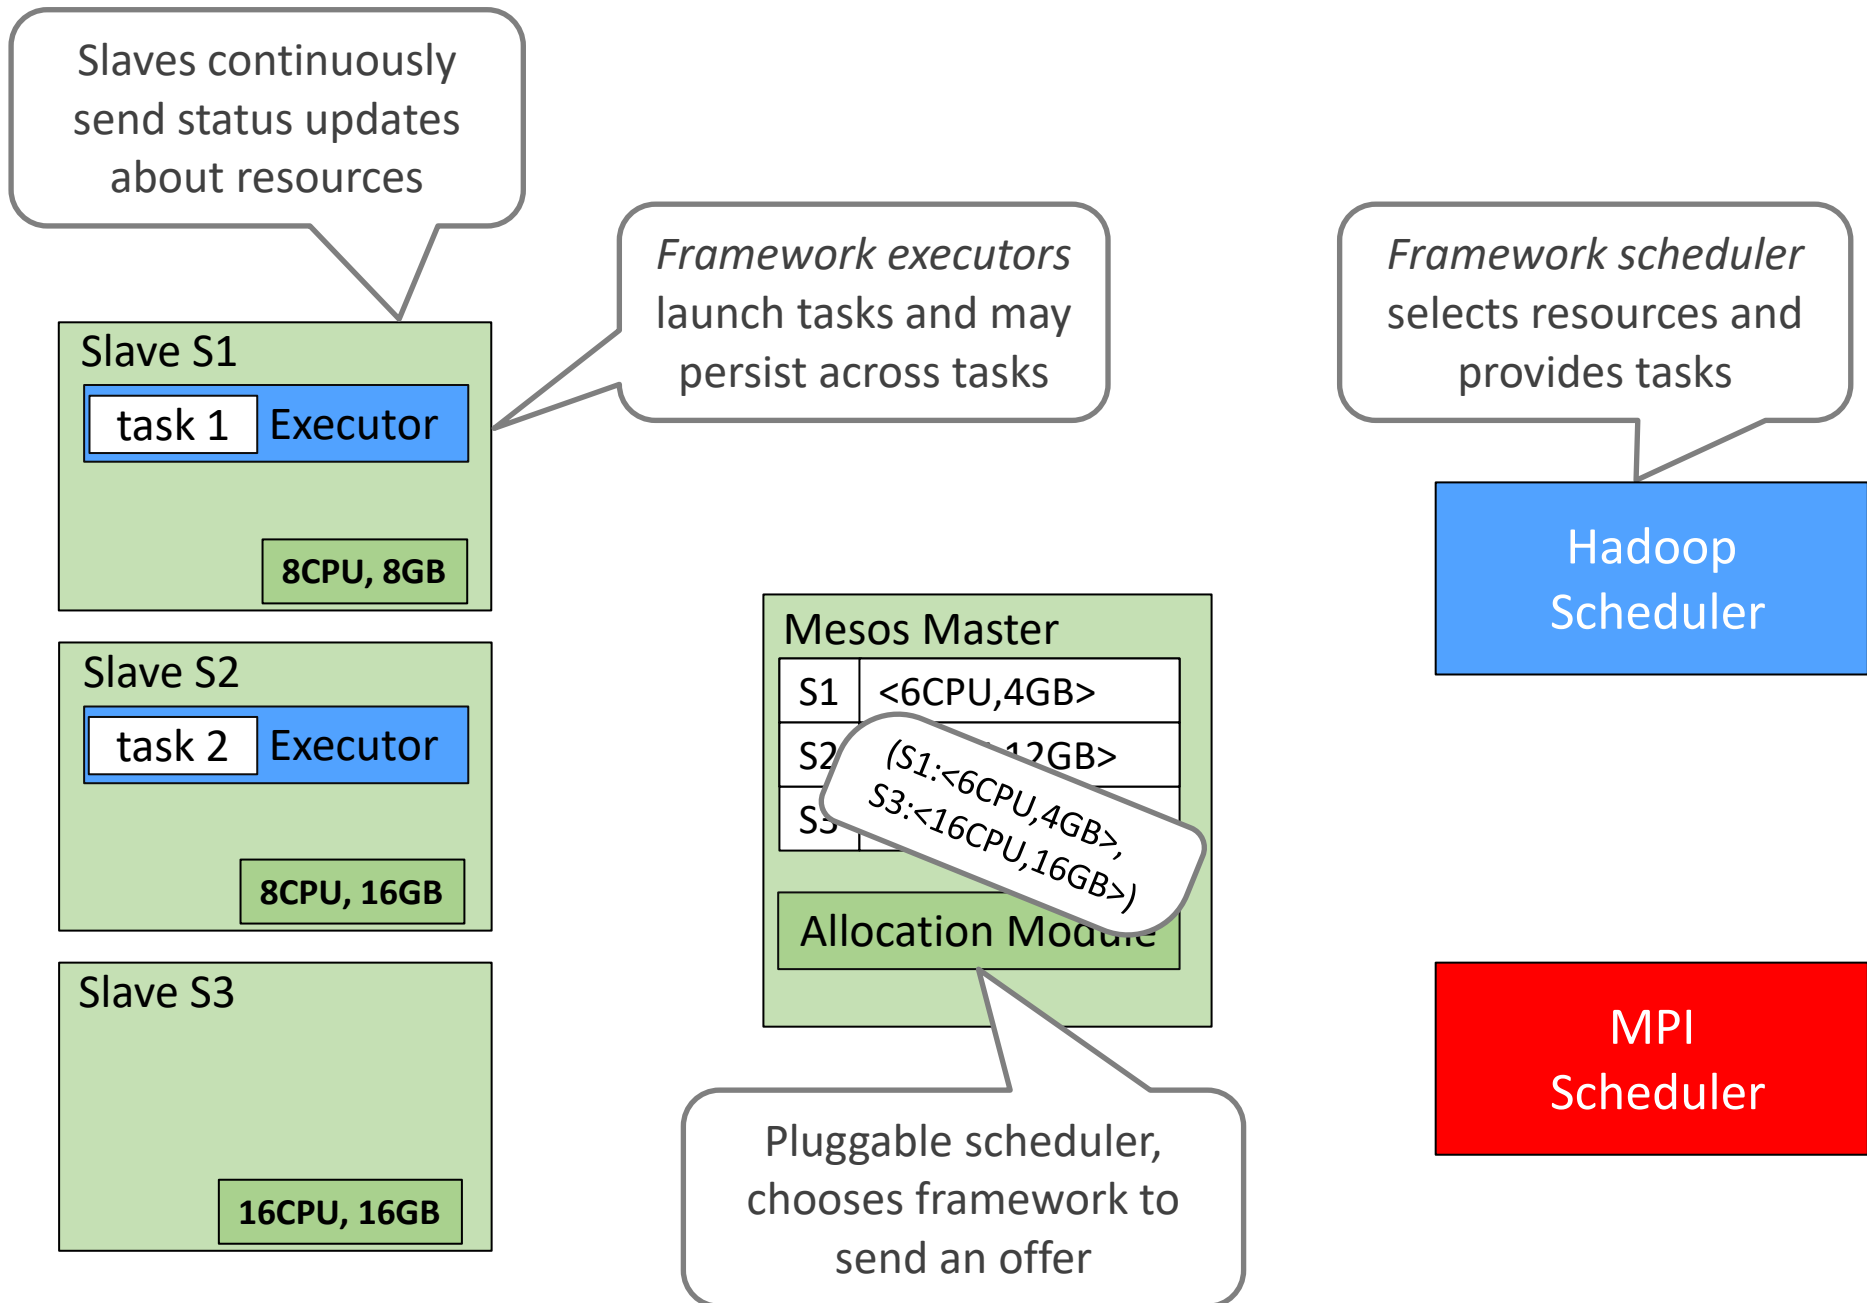 Slaves continuously
send status updates
about resources
Framework executors
launch tasks and may
persist across tasks
Framework scheduler
selects resources and
provides tasks
Slave S1
task 1 Executor
8CPU, 8GB
Slave S2
task 2 Executor
8CPU, 16GB
Slave S3
16CPU, 16GB
Mesos Master
S1 <6CPU,4GB>
S2 12GB>
S3
(S1:<6CPU,4GB>,
S3:<16CPU,16GB>)
Allocation Module
Pluggable scheduler,
chooses framework to
send an offer
Hadoop
Scheduler
MPI
Scheduler